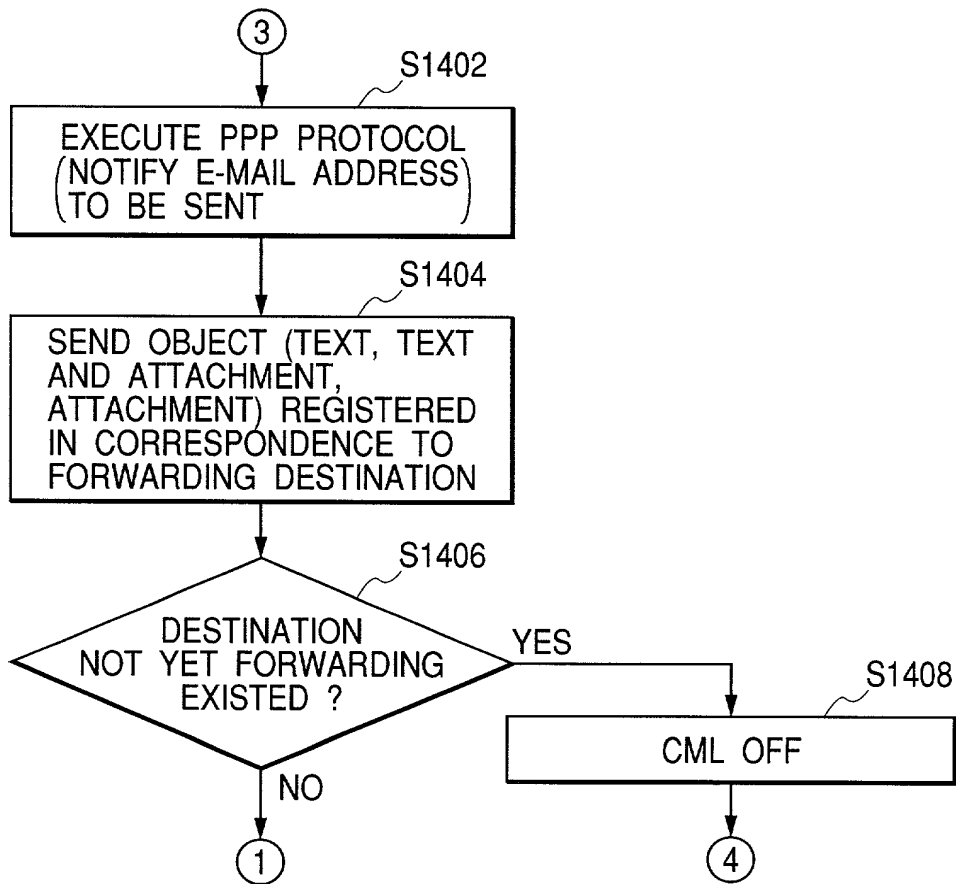 3
S1402
EXECUTE PPP PROTOCOL
(NOTIFY E-MAIL ADDRESS
TO BE SENT)
S1404
SEND OBJECT (TEXT, TEXT
AND ATTACHMENT,
ATTACHMENT) REGISTERED
IN CORRESPONDENCE TO
FORWARDING DESTINATION
S1406
DESTINATION
NOT YET FORWARDING
EXISTED ?
YES
S1408
CML OFF
NO
1
4